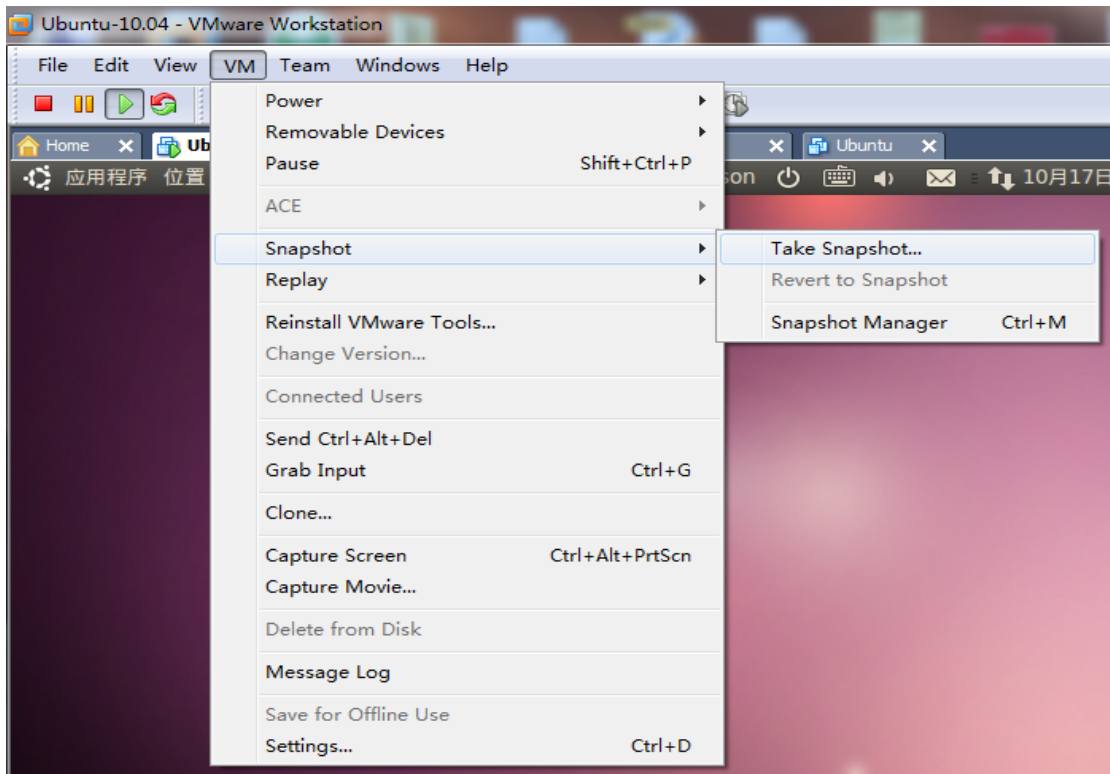 Ubuntu-10.04 - VMware Workstation
File Edit View VM Team Windows Help
Home Ub Ubuntu
应用程序 位置 son 10月17日
Power
Removable Devices
Pause Shift+Ctrl+P
ACE
Snapshot
Replay
Reinstall VMware Tools...
Change Version...
Connected Users
Send Ctrl+Alt+Del
Grab Input Ctrl+G
Clone...
Capture Screen Ctrl+Alt+PrtScn
Capture Movie...
Delete from Disk
Message Log
Save for Offline Use
Settings... Ctrl+D
Take Snapshot...
Revert to Snapshot
Snapshot Manager Ctrl+M